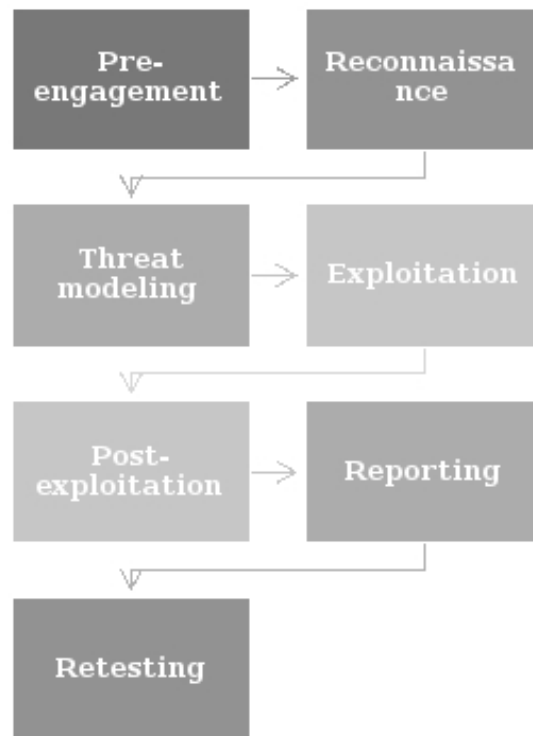 Pre-
engagement
Reconnaissa
nce
Threat
modeling
Exploitation
Post-
exploitation
Reporting
Retesting